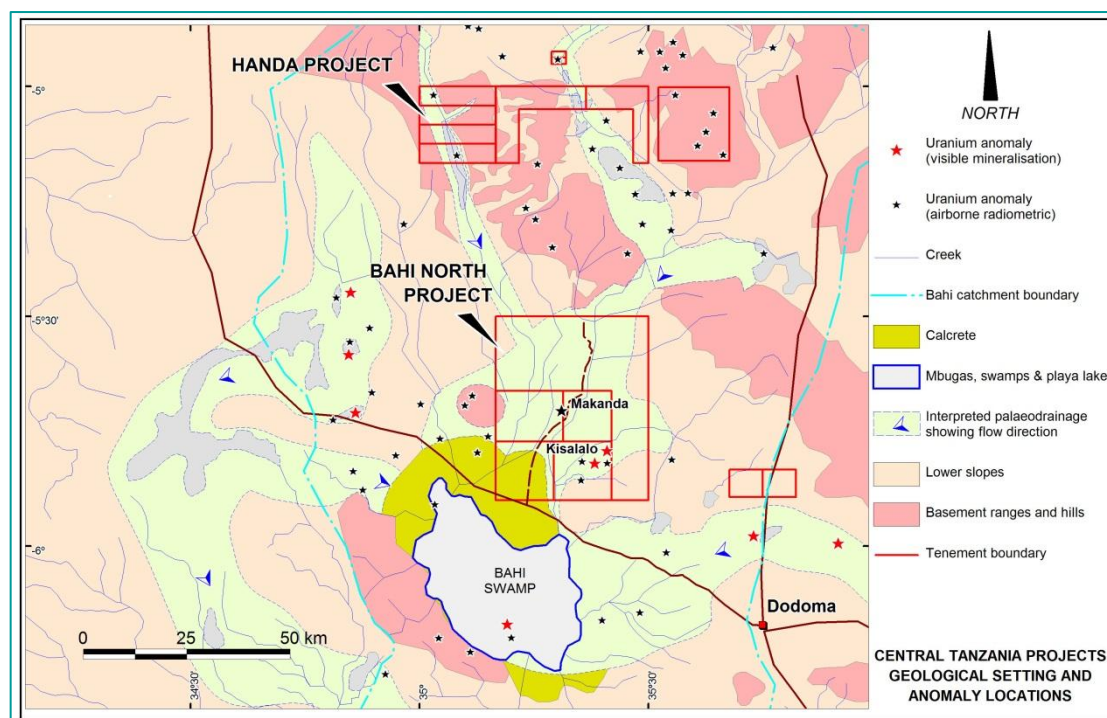 HANDA PROJECT
-5°
BAHI NORTH
PROJECT
-5°30'
Makanda
Kisalalo
-6°
BAHI
SWAMP
Dodoma
0 25 50 km
34°30'
35°
35°30'
NORTH
Uranium anomaly
(visible mineralisation)
Uranium anomaly
(airborne radiometric)
Creek
Bahi catchment boundary
Calcrete
Mbugas, swamps & playa lake
Interpreted palaeodrainage
showing flow direction
Lower slopes
Basement ranges and hills
Tenement boundary
CENTRAL TANZANIA PROJECTS
GEOLOGICAL SETTING AND
ANOMALY LOCATIONS